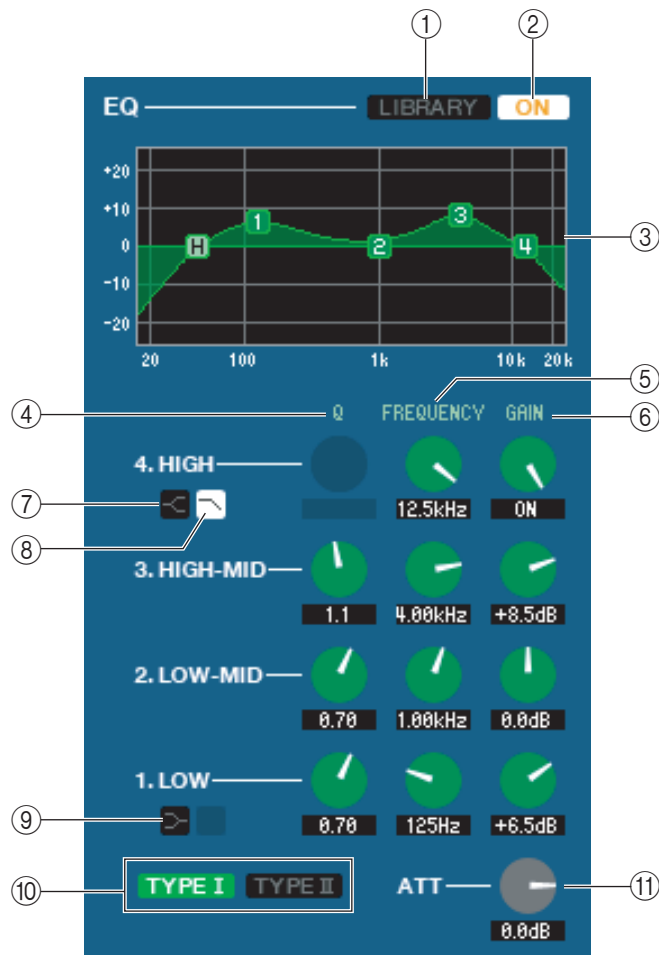 ① ②
EQ LIBRARY ON
+20
+10
0
-10
-20
H 1 2 3 4
③
20 100 1k 10k 20k
⑤
④ Q FREQUENCY GAIN ⑥
4. HIGH
⑦
⑧
12.5kHz ON
3. HIGH-MID
1.1 4.00kHz +8.5dB
2. LOW-MID
0.70 1.00kHz 0.0dB
1. LOW
⑨ 0.70 125Hz +6.5dB
⑩ TYPE I TYPE II ATT ⑪
0.0dB